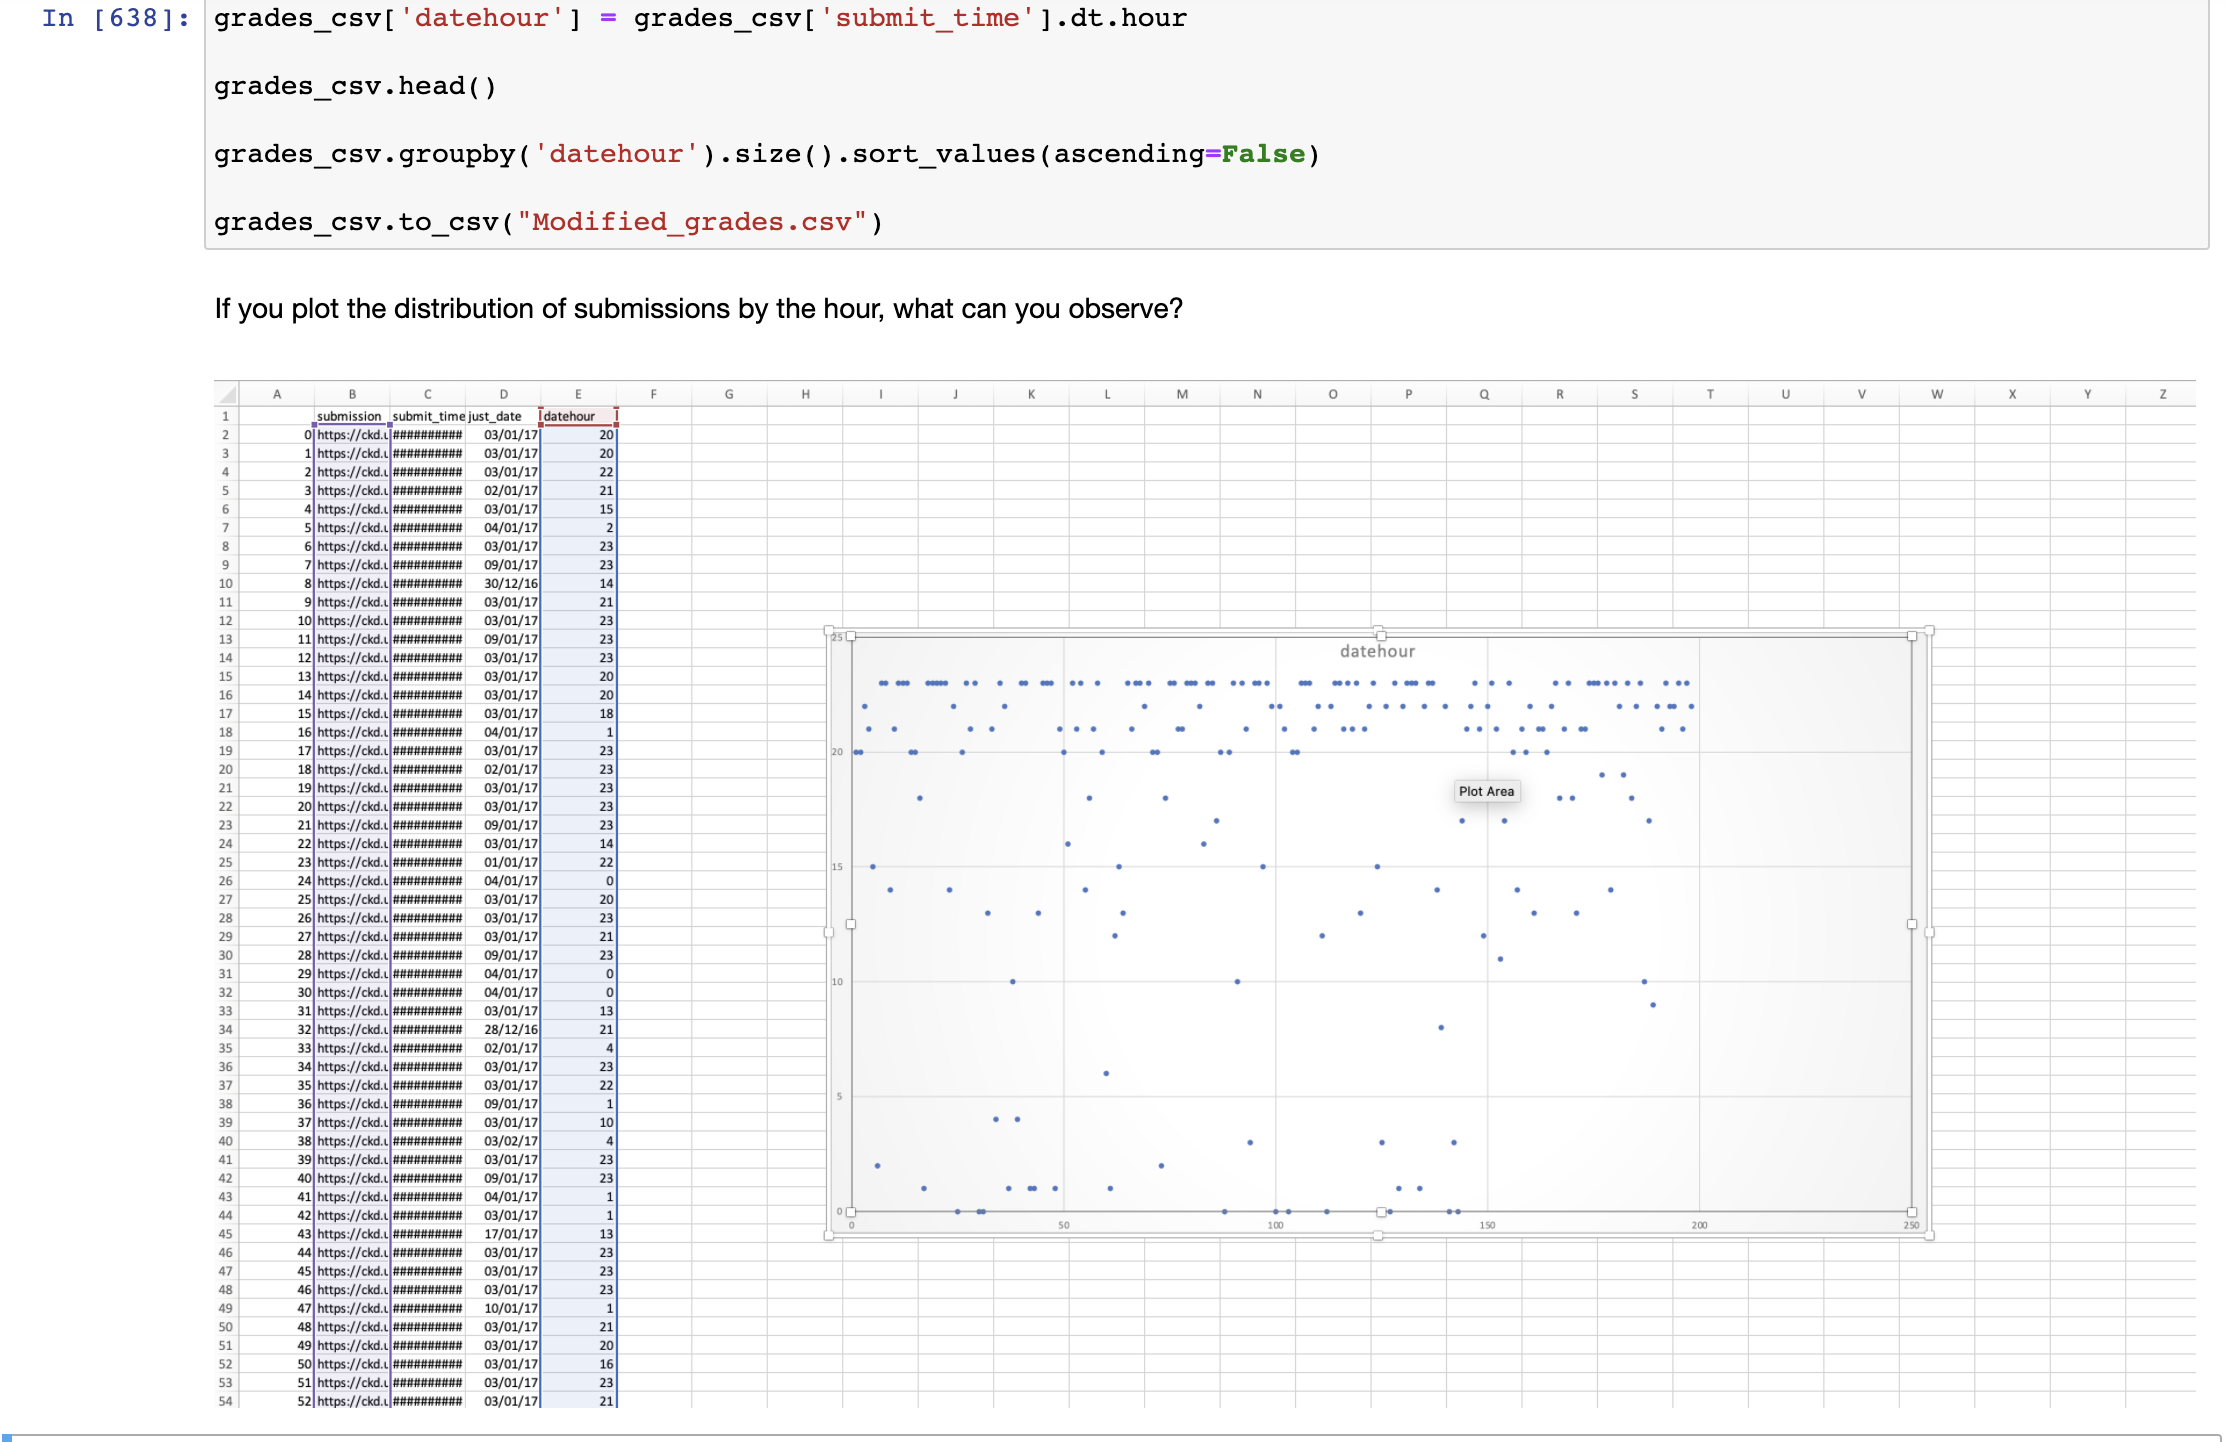 In [638]: grades_csv['datehour'] = grades_csv['submit_time'].dt.hour
grades_csv.head()
grades_csv.groupby('datehour').size().sort_values(ascending=False)
grades_csv.to_csv("Modified_grades.csv")
If you plot the distribution of submissions by the hour, what can you observe?
A B C D E F G H I J K L M N O P Q R S T U V W X Y Z
1 submission submit_time just_date datehour
2 0 https://ckd.u ########## 03/01/17 20
3 1 https://ckd.u ########## 03/01/17 20
4 2 https://ckd.u ########## 03/01/17 22
5 3 https://ckd.u ########## 02/01/17 21
6 4 https://ckd.u ########## 03/01/17 15
7 5 https://ckd.u ########## 04/01/17 2
8 6 https://ckd.u ########## 03/01/17 23
9 7 https://ckd.u ########## 09/01/17 23
10 8 https://ckd.u ########## 30/12/16 14
11 9 https://ckd.u ########## 03/01/17 21
12 10 https://ckd.u ########## 03/01/17 23
13 11 https://ckd.u ########## 09/01/17 23
14 12 https://ckd.u ########## 03/01/17 23
15 13 https://ckd.u ########## 03/01/17 20
16 14 https://ckd.u ########## 03/01/17 20
17 15 https://ckd.u ########## 03/01/17 18
18 16 https://ckd.u ########## 04/01/17 1
19 17 https://ckd.u ########## 03/01/17 23
20 18 https://ckd.u ########## 02/01/17 23
21 19 https://ckd.u ########## 03/01/17 23
22 20 https://ckd.u ########## 03/01/17 23
23 21 https://ckd.u ########## 09/01/17 23
24 22 https://ckd.u ########## 03/01/17 14
25 23 https://ckd.u ########## 01/01/17 22
26 24 https://ckd.u ########## 04/01/17 0
27 25 https://ckd.u ########## 03/01/17 20
28 26 https://ckd.u ########## 03/01/17 23
29 27 https://ckd.u ########## 03/01/17 21
30 28 https://ckd.u ########## 09/01/17 23
31 29 https://ckd.u ########## 04/01/17 0
32 30 https://ckd.u ########## 04/01/17 0
33 31 https://ckd.u ########## 03/01/17 13
34 32 https://ckd.u ########## 28/12/16 21
35 33 https://ckd.u ########## 02/01/17 4
36 34 https://ckd.u ########## 03/01/17 23
37 35 https://ckd.u ########## 03/01/17 22
38 36 https://ckd.u ########## 09/01/17 1
39 37 https://ckd.u ########## 03/01/17 10
40 38 https://ckd.u ########## 03/02/17 4
41 39 https://ckd.u ########## 03/01/17 23
42 40 https://ckd.u ########## 09/01/17 23
43 41 https://ckd.u ########## 04/01/17 1
44 42 https://ckd.u ########## 03/01/17 1
45 43 https://ckd.u ########## 17/01/17 13
46 44 https://ckd.u ########## 03/01/17 23
47 45 https://ckd.u ########## 03/01/17 23
48 46 https://ckd.u ########## 03/01/17 23
49 47 https://ckd.u ########## 10/01/17 1
50 48 https://ckd.u ########## 03/01/17 21
51 49 https://ckd.u ########## 03/01/17 20
52 50 https://ckd.u ########## 03/01/17 16
53 51 https://ckd.u ########## 03/01/17 23
54 52 https://ckd.u ########## 03/01/17 21
datehour
25
20
Plot Area
15
10
5
0
0 50 100 150 200 250